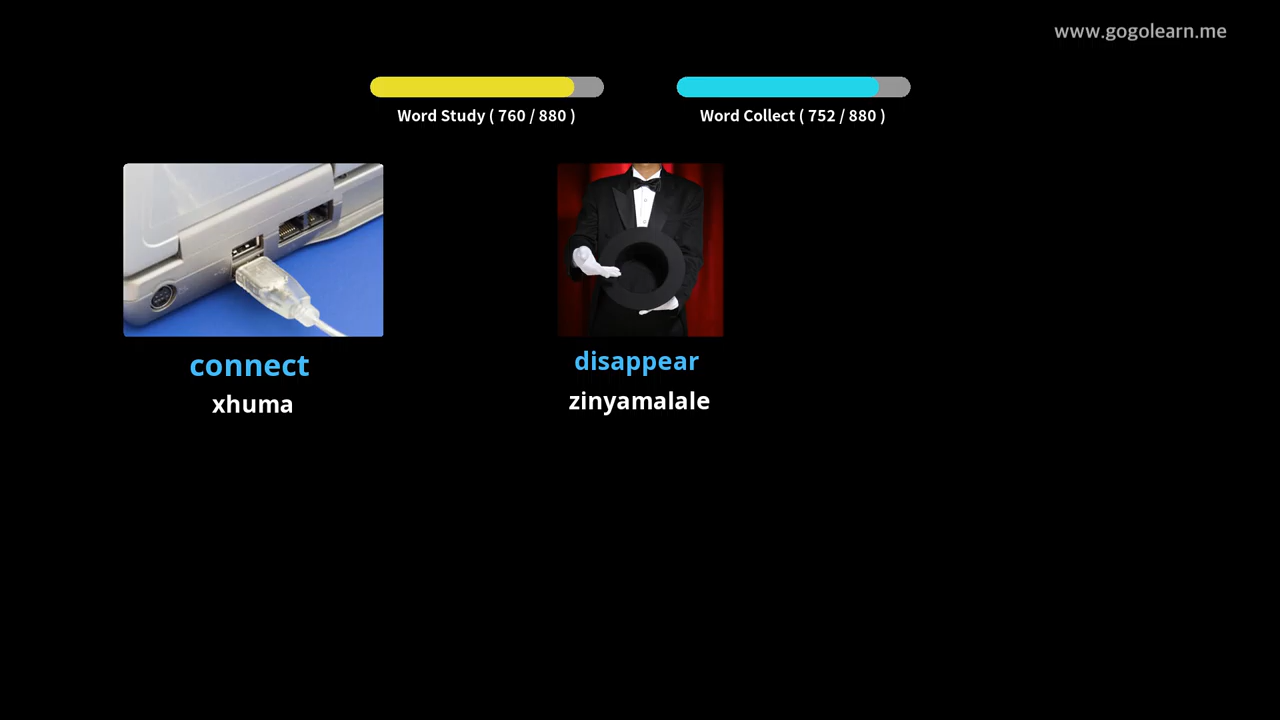 www.gogolearn.me
Word Study ( 760 / 880 )
Word Collect ( 752 / 880 )
connect
xhuma
disappear
zinyamalale